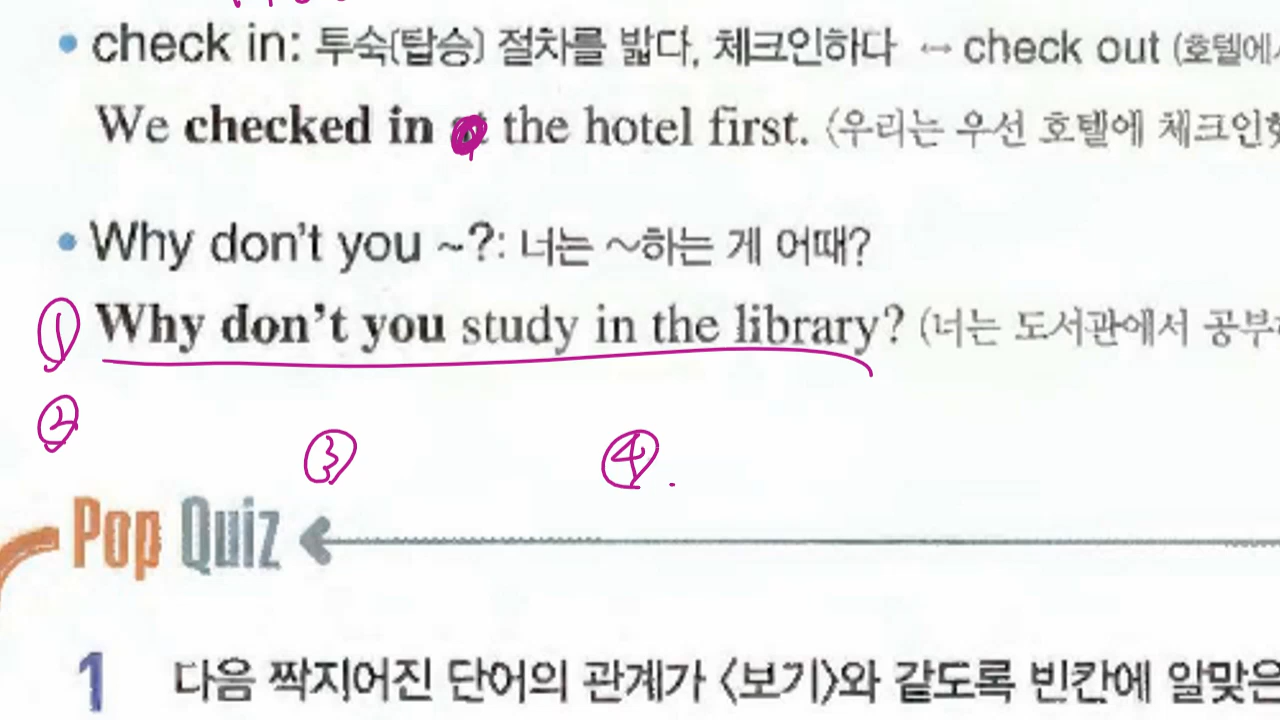 • check in: 투숙(탑승) 절차를 밟다, 체크인하다 ↔ check out (호텔에서
We checked in the hotel first. (우리는 우선 호텔에 체크인
• Why don't you ~?: 너는 ~하는 게 어때?
① Why don't you study in the library? (너는 도서관에서 공부
②
③ ④ .
Pop Quiz
1 다음 짝지어진 단어의 관계가 〈보기〉와 같도록 빈칸에 알맞은